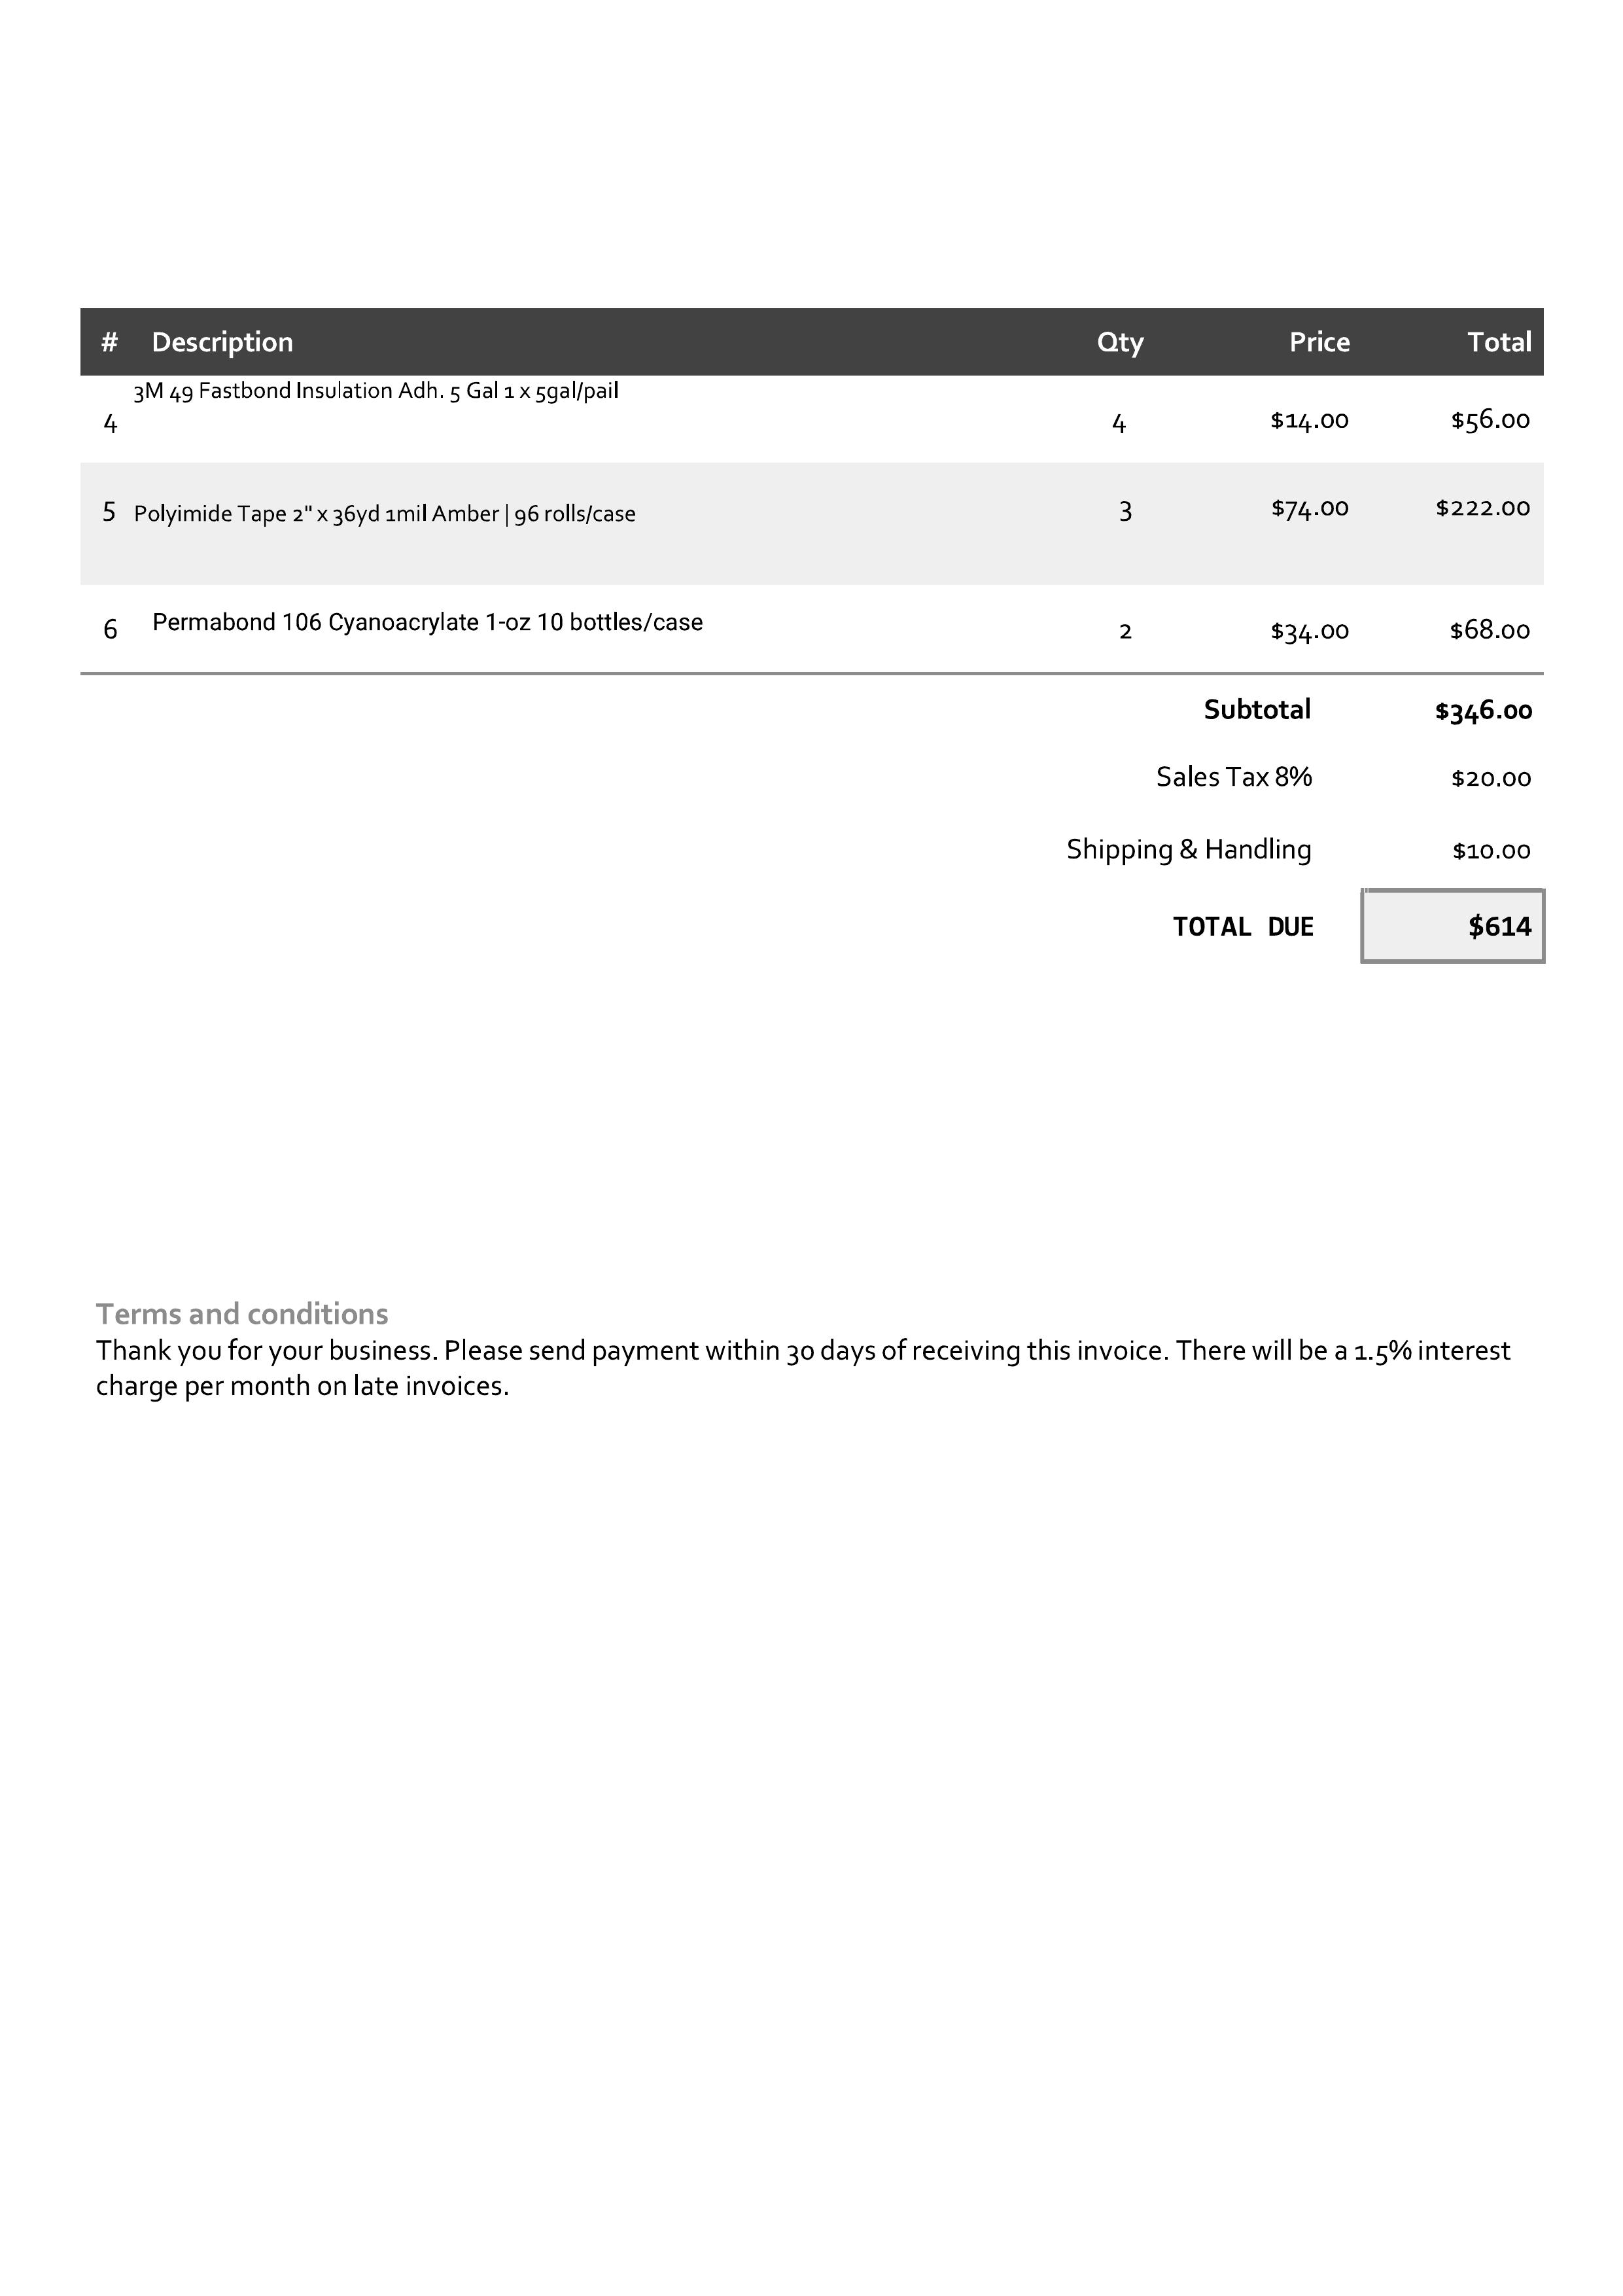 # Description Qty Price Total
3M 49 Fastbond Insulation Adh. 5 Gal 1 x 5gal/pail
4 4 $14.00 $56.00
5 Polyimide Tape 2" x 36yd 1mil Amber | 96 rolls/case 3 $74.00 $222.00
6 Permabond 106 Cyanoacrylate 1-oz 10 bottles/case 2 $34.00 $68.00
Subtotal $346.00
Sales Tax 8% $20.00
Shipping & Handling $10.00
TOTAL DUE $614
Terms and conditions
Thank you for your business. Please send payment within 30 days of receiving this invoice. There will be a 1.5% interest
charge per month on late invoices.